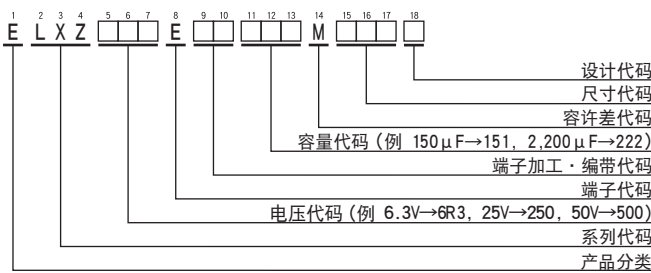 1 2 3 4 5 6 7 8 9 10 11 12 13 14 15 16 17 18
E L X Z □□□ E □□ □□□ M □□□ □
设计代码
尺寸代码
容许差代码
容量代码 (例 150μF→151, 2,200μF→222)
端子加工·编带代码
端子代码
电压代码 (例 6.3V→6R3, 25V→250, 50V→500)
系列代码
产品分类